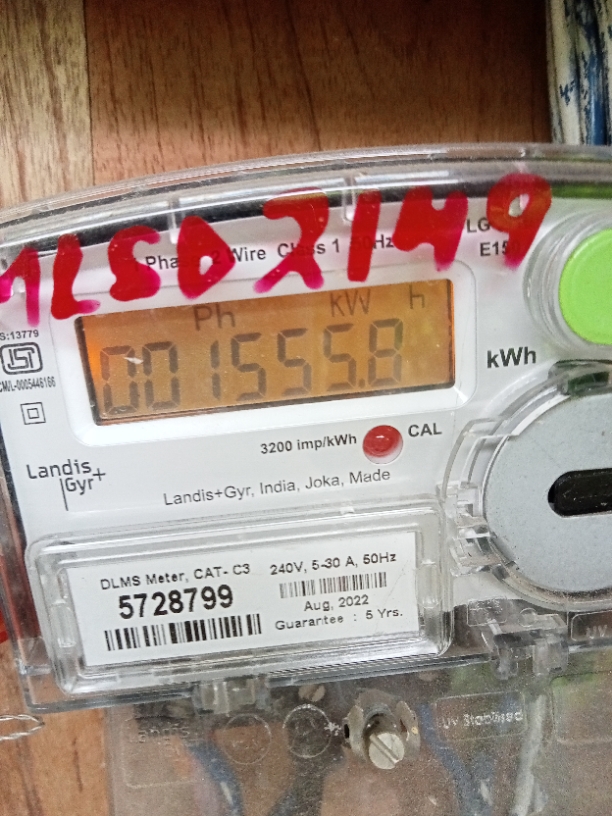 1 Phase 2 Wire Class 1 50Hz
LG
Ph kW h
001555.8
kWh
S:13779
3200 imp/kWh CAL
Landis+
Gyr
Landis+Gyr, India, Joka, Made
DLMS Meter, CAT- C3
5728799
240V, 5-30 A, 50Hz
Aug, 2022
Guarantee : 5 Yrs.
UV Stabilised